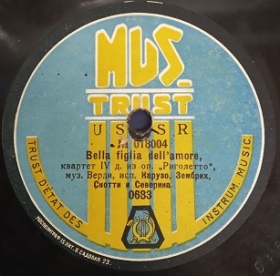 MUS.
TRUST
USSR
№ 018004
Bella figlia dell'amore,
квартет IV д. из оп. „Риголетто",
муз. Верди, исп. Карузо, Зембрих,
Скотти и Северина
0683
TRUST D'ÉTAT DES
INSTRUM. MUSIC